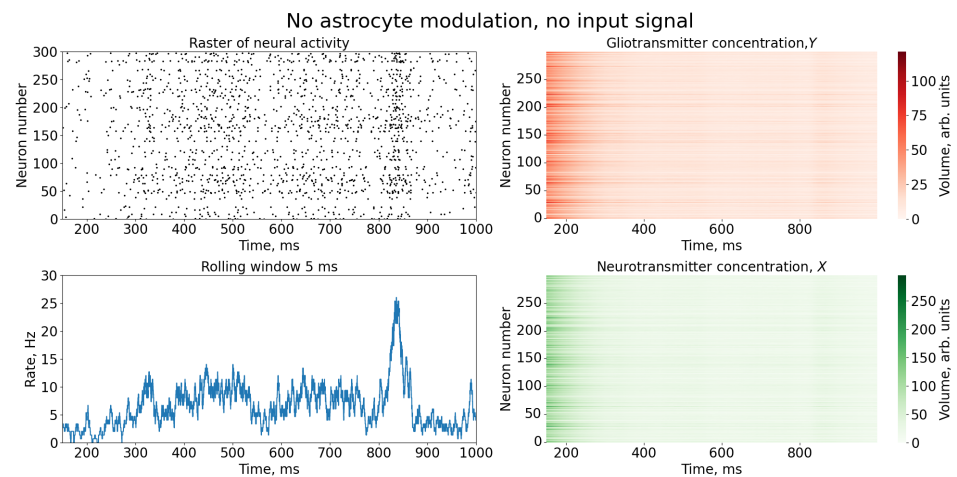 No astrocyte modulation, no input signal
Raster of neural activity
300
250
200
150
100
50
0
Neuron number
200 300 400 500 600 700 800 900 1000
Time, ms
Gliotransmitter concentration,Y
250
200
150
100
50
0
Neuron number
200 400 600 800
Time, ms
100
75
50
25
0
Volume, arb. units
Rolling window 5 ms
30
25
20
15
10
5
0
Rate, Hz
200 300 400 500 600 700 800 900 1000
Time, ms
Neurotransmitter concentration, X
250
200
150
100
50
0
Neuron number
200 400 600 800
Time, ms
250
200
150
100
50
0
Volume, arb. units